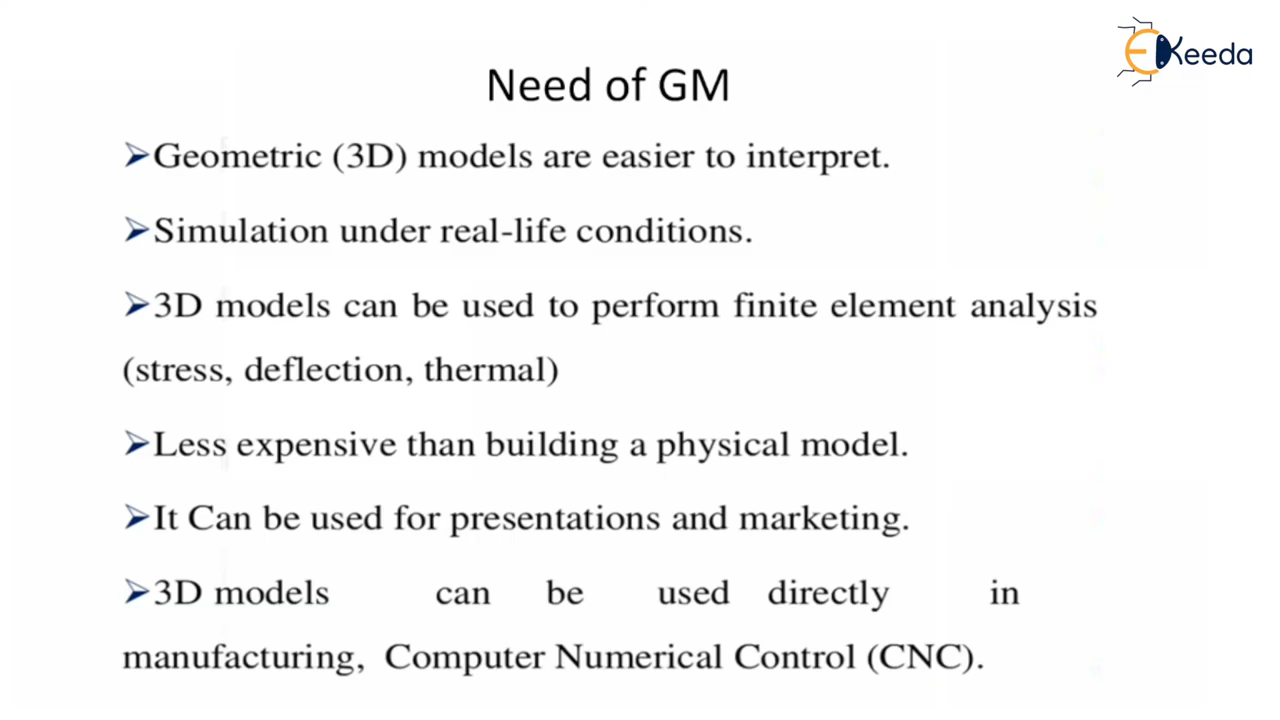 EKeeda
Need of GM
➢Geometric (3D) models are easier to interpret.
➢Simulation under real-life conditions.
➢3D models can be used to perform finite element analysis
(stress, deflection, thermal)
➢Less expensive than building a physical model.
➢It Can be used for presentations and marketing.
➢3D models can be used directly in
manufacturing, Computer Numerical Control (CNC).